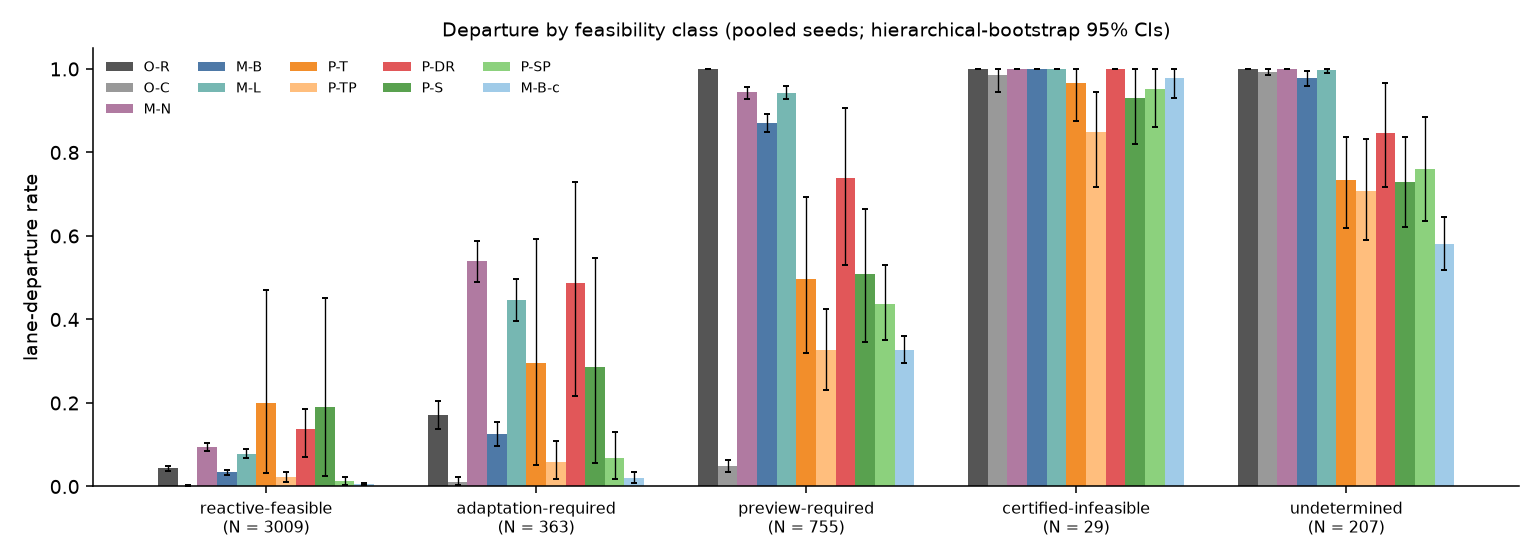 Departure by feasibility class (pooled seeds; hierarchical-bootstrap 95% CIs)
O-R
O-C
M-N
M-B
M-L
P-T
P-TP
P-DR
P-S
P-SP
M-B-c
lane-departure rate
1.0
0.8
0.6
0.4
0.2
0.0
reactive-feasible
(N = 3009)
adaptation-required
(N = 363)
preview-required
(N = 755)
certified-infeasible
(N = 29)
undetermined
(N = 207)